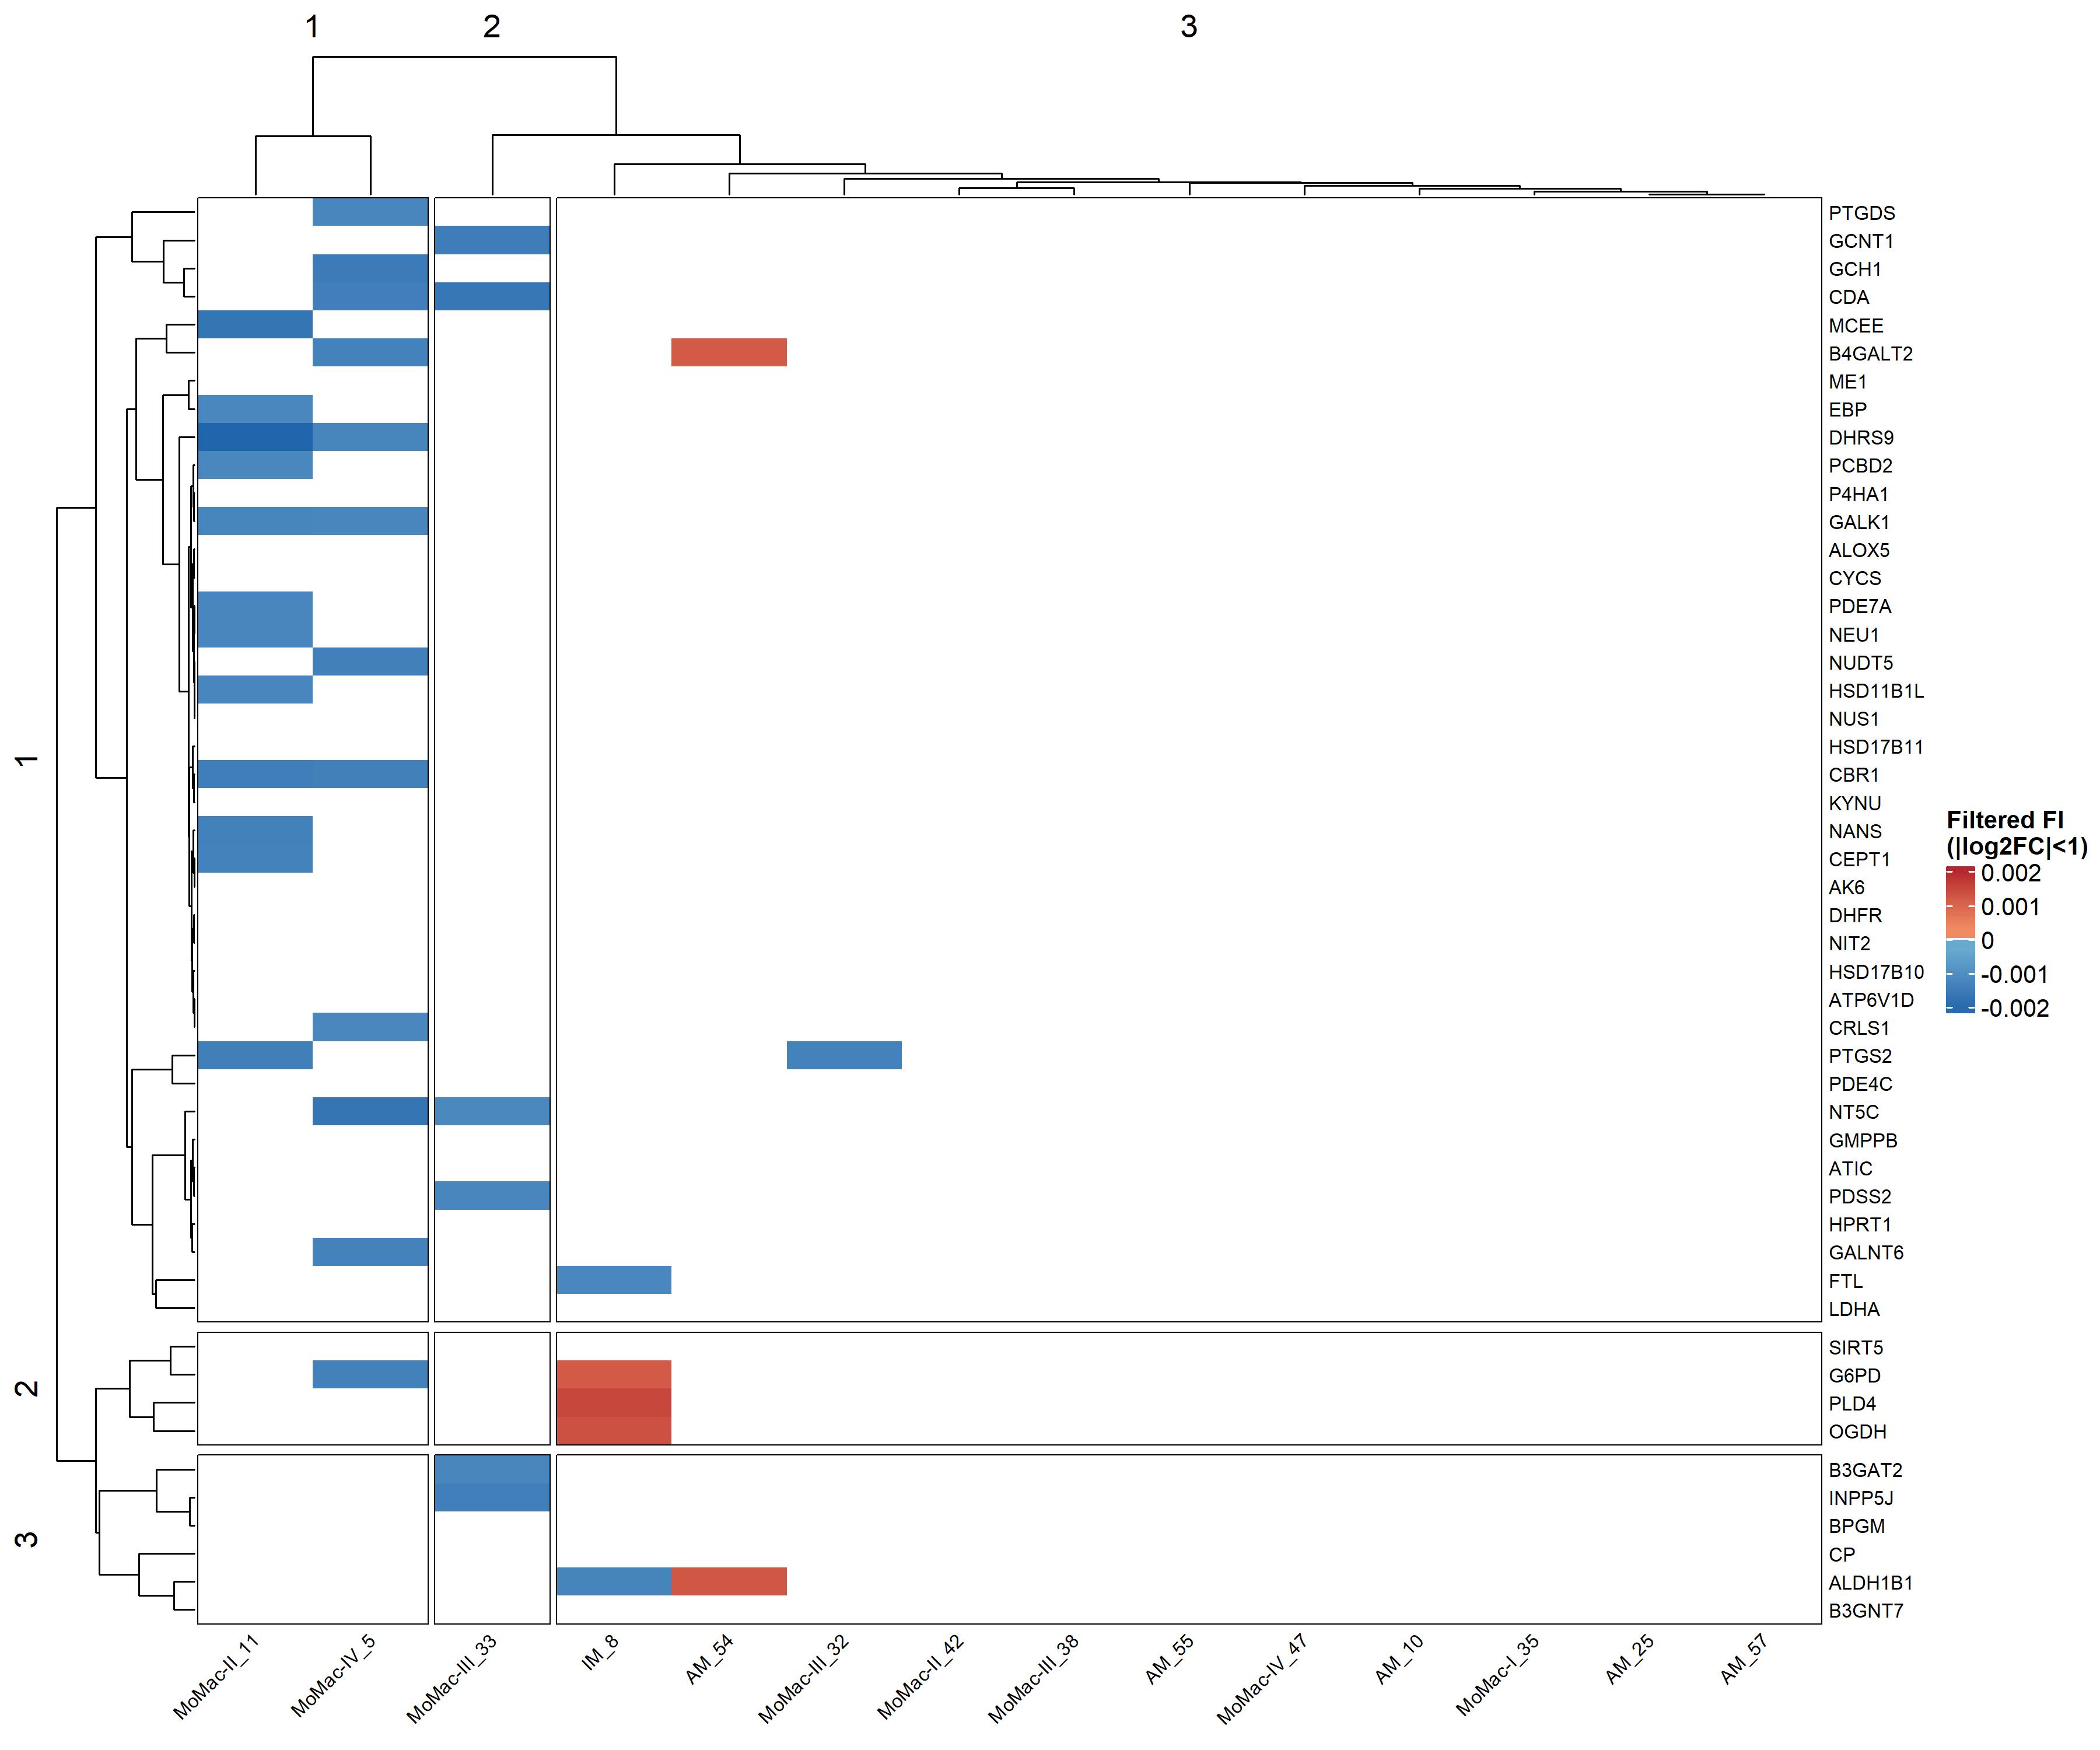 1
2
3
PTGDS
GCNT1
GCH1
CDA
MCEE
B4GALT2
ME1
EBP
DHRS9
PCBD2
P4HA1
GALK1
ALOX5
CYCS
PDE7A
NEU1
NUDT5
HSD11B1L
NUS1
HSD17B11
CBR1
KYNU
NANS
CEPT1
AK6
DHFR
NIT2
HSD17B10
ATP6V1D
CRLS1
PTGS2
PDE4C
NT5C
GMPPB
ATIC
PDSS2
HPRT1
GALNT6
FTL
LDHA
SIRT5
G6PD
PLD4
OGDH
B3GAT2
INPP5J
BPGM
CP
ALDH1B1
B3GNT7
1
2
3
Filtered FI
(|log2FC|<1)
0.002
0.001
0
-0.001
-0.002
MoMac-II_11
MoMac-IV_5
MoMac-III_33
IM_8
AM_54
MoMac-III_32
MoMac-II_42
MoMac-III_38
AM_55
MoMac-IV_47
AM_10
MoMac-I_35
AM_25
AM_57